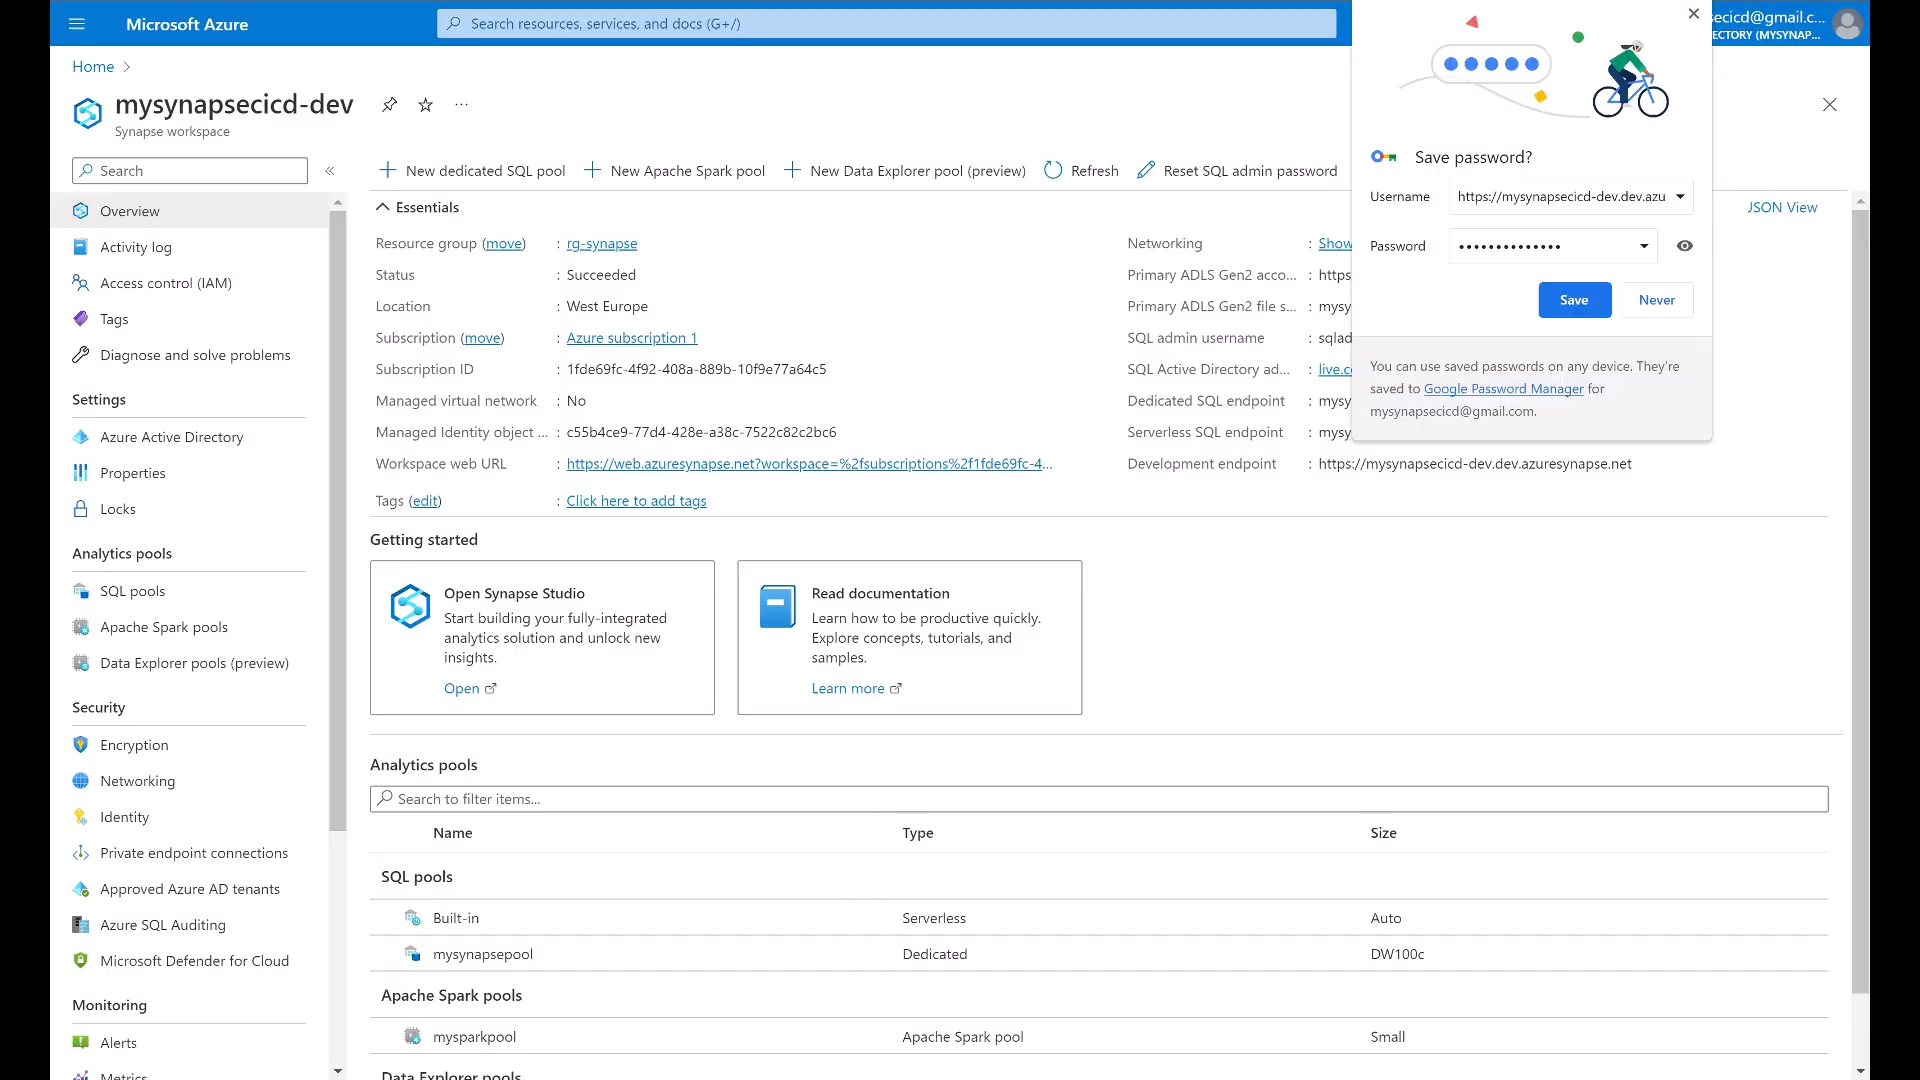 Microsoft Azure
Search resources, services, and docs (G+/)
secicd@gmail.c...
ECTORY (MYSYNAP...
Home
mysynapsecicd-dev
Synapse workspace
Search
New dedicated SQL pool
New Apache Spark pool
New Data Explorer pool (preview)
Refresh
Reset SQL admin password
Overview
Activity log
Access control (IAM)
Tags
Diagnose and solve problems
Settings
Azure Active Directory
Properties
Locks
Analytics pools
SQL pools
Apache Spark pools
Data Explorer pools (preview)
Security
Encryption
Networking
Identity
Private endpoint connections
Approved Azure AD tenants
Azure SQL Auditing
Microsoft Defender for Cloud
Monitoring
Alerts
Metrics
Essentials
JSON View
Resource group (move) : rg-synapse
Status : Succeeded
Location : West Europe
Subscription (move) : Azure subscription 1
Subscription ID : 1fde69fc-4f92-408a-889b-10f9e77a64c5
Managed virtual network : No
Managed Identity object ... : c55b4ce9-77d4-428e-a38c-7522c82c2bc6
Workspace web URL : https://web.azuresynapse.net?workspace=%2fsubscriptions%2f1fde69fc-4...
Tags (edit) : Click here to add tags
Networking : Show
Primary ADLS Gen2 acco... : https
Primary ADLS Gen2 file s... : mysy
SQL admin username : sqlad
SQL Active Directory ad... : live.c
Dedicated SQL endpoint : mysy
Serverless SQL endpoint : mysy
Development endpoint : https://mysynapsecicd-dev.dev.azuresynapse.net
Save password?
Username https://mysynapsecicd-dev.dev.azu
Password ••••••••••••••
Save Never
You can use saved passwords on any device. They're
saved to Google Password Manager for
mysynapsecicd@gmail.com.
Getting started
Open Synapse Studio
Start building your fully-integrated
analytics solution and unlock new
insights.
Open
Read documentation
Learn how to be productive quickly.
Explore concepts, tutorials, and
samples.
Learn more
Analytics pools
Search to filter items...
Name Type Size
SQL pools
Built-in Serverless Auto
mysynapsepool Dedicated DW100c
Apache Spark pools
mysparkpool Apache Spark pool Small
Data Explorer pools